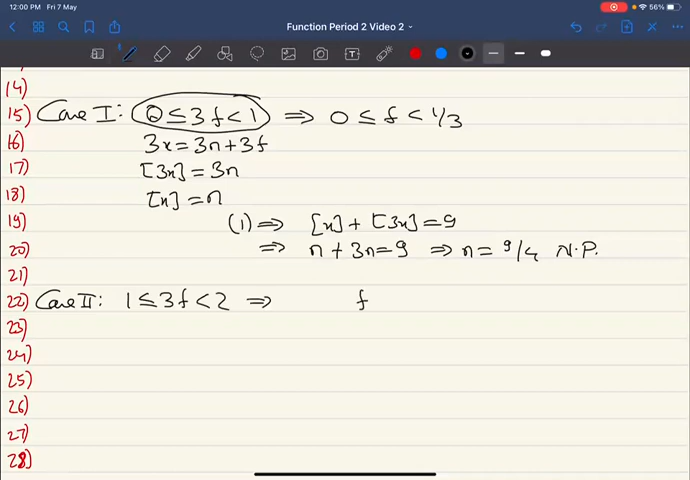 12:00 PM Fri 7 May
56%
Function Period 2 Video 2
14)
15) Case I: 0 ≤ 3f < 1 ⇒ 0 ≤ f < 1/3
16) 3x = 3n + 3f
17) [3x] = 3n
18) [x] = n
19) (1) ⇒ [x] + [3x] = 9
20) ⇒ n + 3n = 9 ⇒ n = 9/4 N.P.
21)
22) Case II: 1 ≤ 3f < 2 ⇒ f
23)
24)
25)
26)
27)
28)